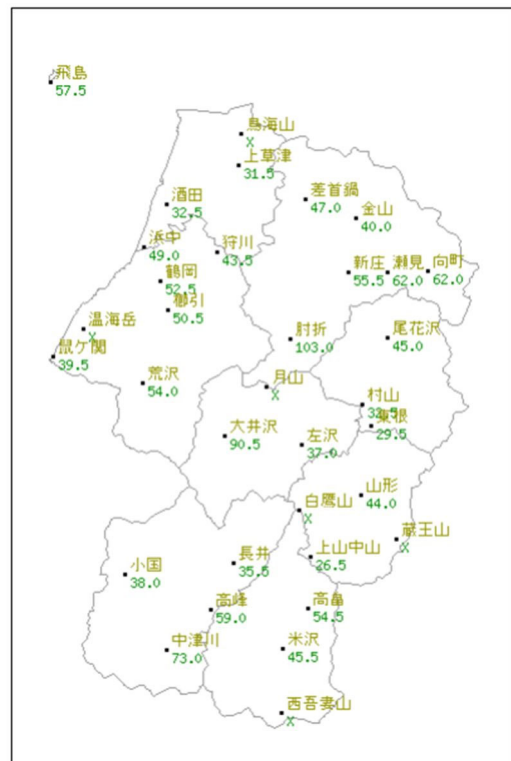 飛島
57.5
鳥海山
X
上草津
31.5
差首鍋
47.0
金山
40.0
酒田
32.5
浜中
49.0
狩川
43.5
新庄
55.5
瀬見
62.0
向町
62.0
鶴岡
52.5
櫛引
50.5
温海岳
X
鼠ケ関
39.5
肘折
103.0
尾花沢
45.0
荒沢
54.0
月山
X
村山
32.5
東根
29.5
大井沢
90.5
左沢
37.0
白鷹山
X
山形
44.0
蔵王山
X
上山中山
26.5
長井
35.5
小国
38.0
高峰
59.0
高畠
54.5
中津川
73.0
米沢
45.5
西吾妻山
X